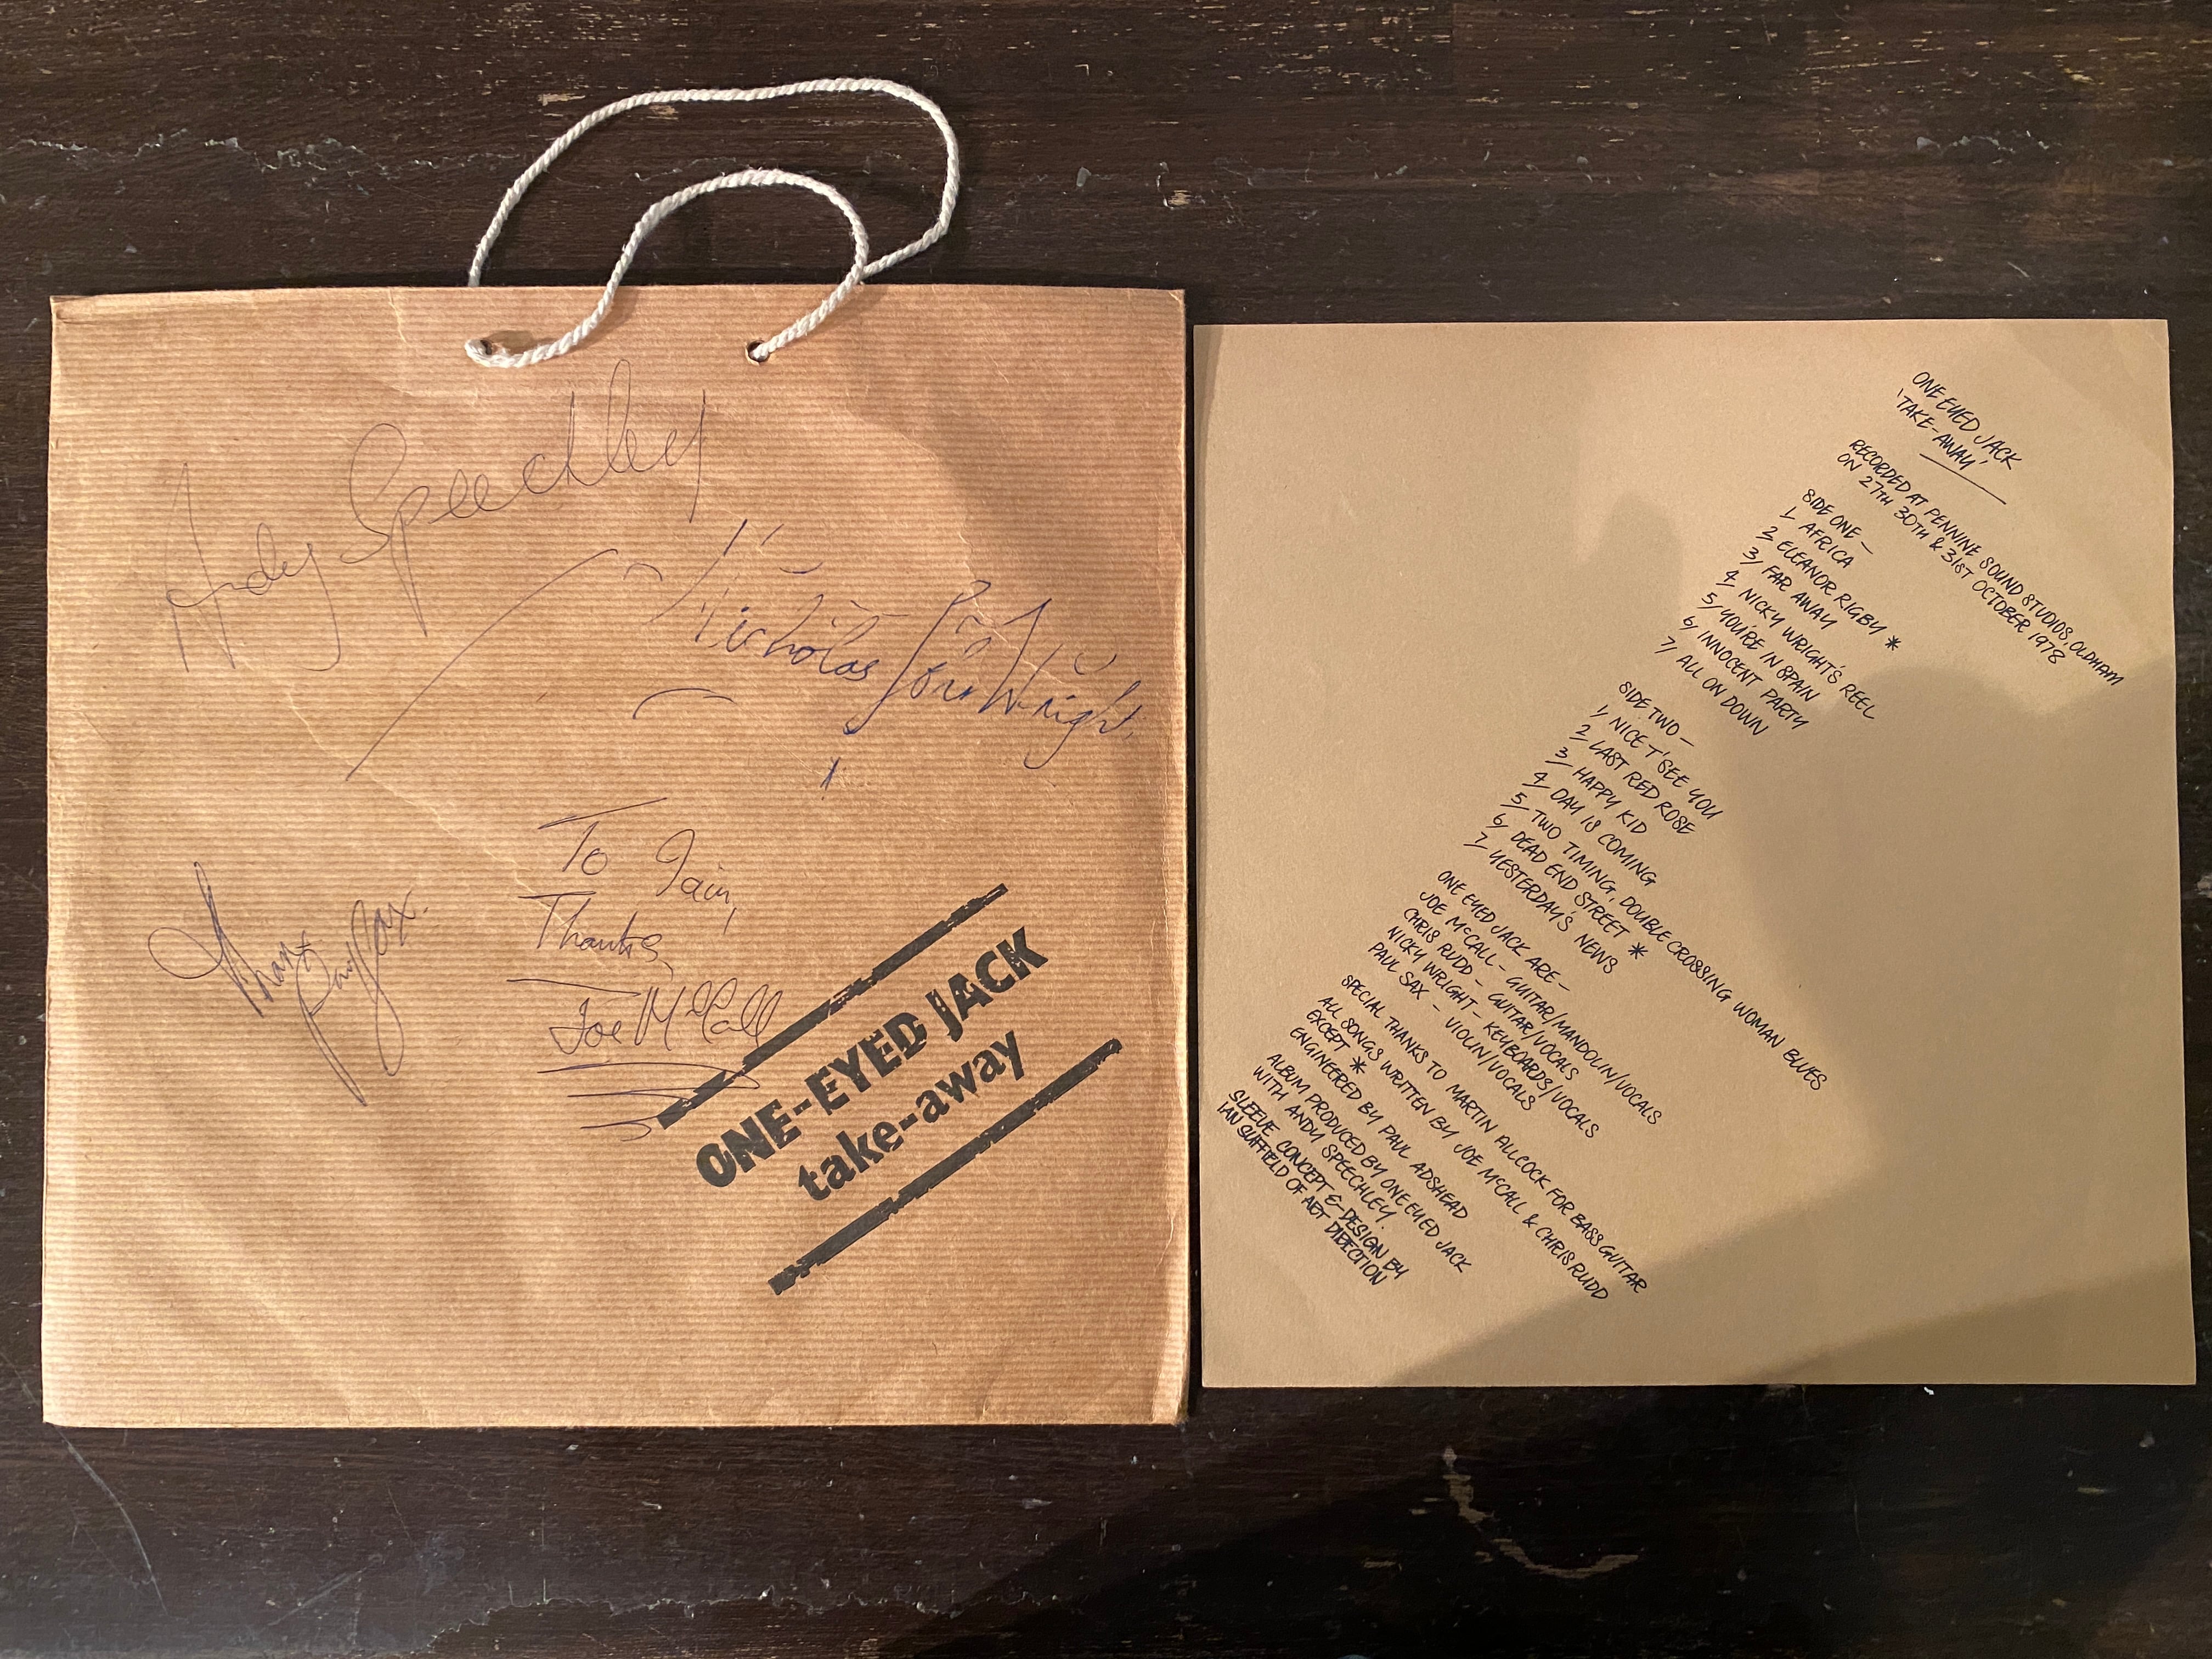 Andy Speechley
Nicholas John Wright
!
To Iain,
Thanks,
Joe McCall
Thanx
Paul Sax.
ONE-EYED JACK
take-away
ONE EYED JACK
'TAKE-AWAY'
RECORDED AT PENNINE SOUND STUDIOS, OLDHAM
ON 27TH 30TH & 31ST OCTOBER 1978
SIDE ONE –
1/ AFRICA
2/ ELEANOR RIGBY *
3/ FAR AWAY
4/ NICKY WRIGHT'S REEL
5/ YOU'RE IN SPAIN
6/ INNOCENT PARTY
7/ ALL ON DOWN
SIDE TWO –
1/ NICE T'SEE YOU
2/ LAST RED ROSE
3/ HAPPY KID
4/ DAY IS COMING
5/ TWO TIMING, DOUBLE CROSSING WOMAN BLUES
6/ DEAD END STREET *
7/ YESTERDAY'S NEWS
ONE EYED JACK ARE –
JOE McCALL – GUITAR/MANDOLIN/VOCALS
CHRIS RUDD – GUITAR/VOCALS
NICKY WRIGHT – KEYBOARDS/VOCALS
PAUL SAX – VIOLIN/VOCALS
SPECIAL THANKS TO MARTIN ALLCOCK FOR BASS GUITAR
ALL SONGS WRITTEN BY JOE McCALL & CHRIS RUDD
EXCEPT *
ENGINEERED BY PAUL ADSHEAD
ALBUM PRODUCED BY ONE EYED JACK
WITH ANDY SPEECHLEY.
SLEEVE CONCEPT & DESIGN BY
IAN SUFFIELD OF ART DIRECTION